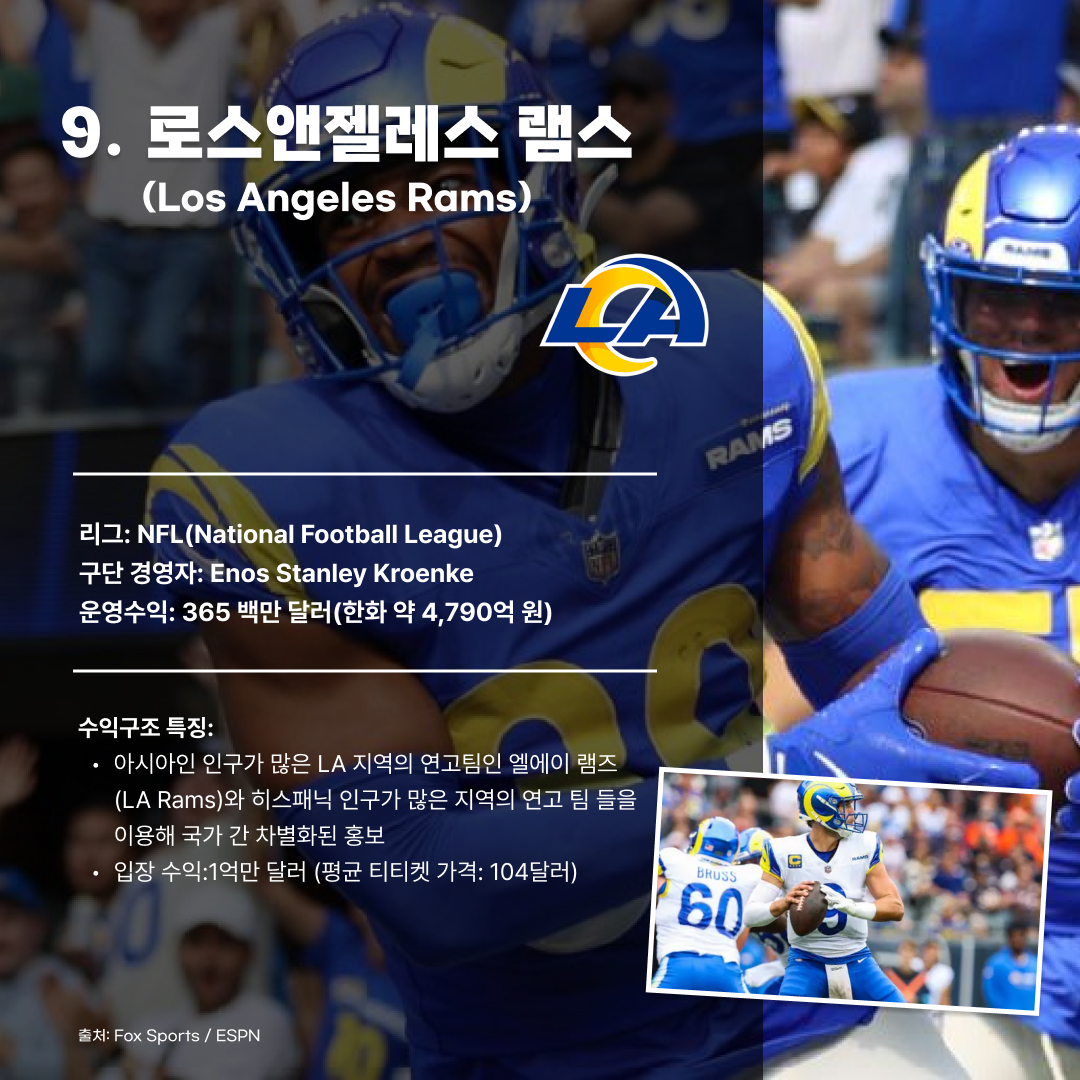 9. 로스앤젤레스 램스
(Los Angeles Rams)
LA
RAMS
RAMS
리그: NFL(National Football League)
구단 경영자: Enos Stanley Kroenke
운영수익: 365 백만 달러(한화 약 4,790억 원)
수익구조 특징:
• 아시아인 인구가 많은 LA 지역의 연고팀인 엘에이 램즈
(LA Rams)와 히스패닉 인구가 많은 지역의 연고 팀 들을
이용해 국가 간 차별화된 홍보
• 입장 수익:1억만 달러 (평균 티티켓 가격: 104달러)
BRUSS
60
C
9
출처: Fox Sports / ESPN